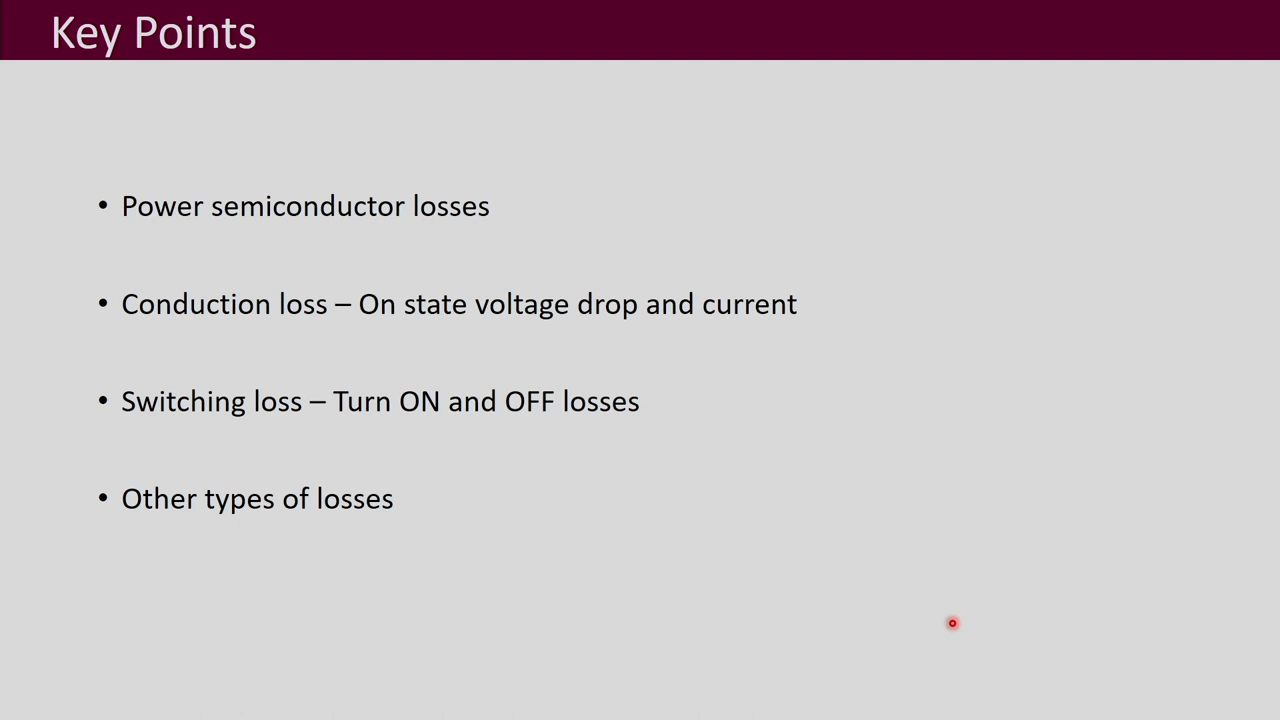 Key Points
• Power semiconductor losses
• Conduction loss – On state voltage drop and current
• Switching loss – Turn ON and OFF losses
• Other types of losses